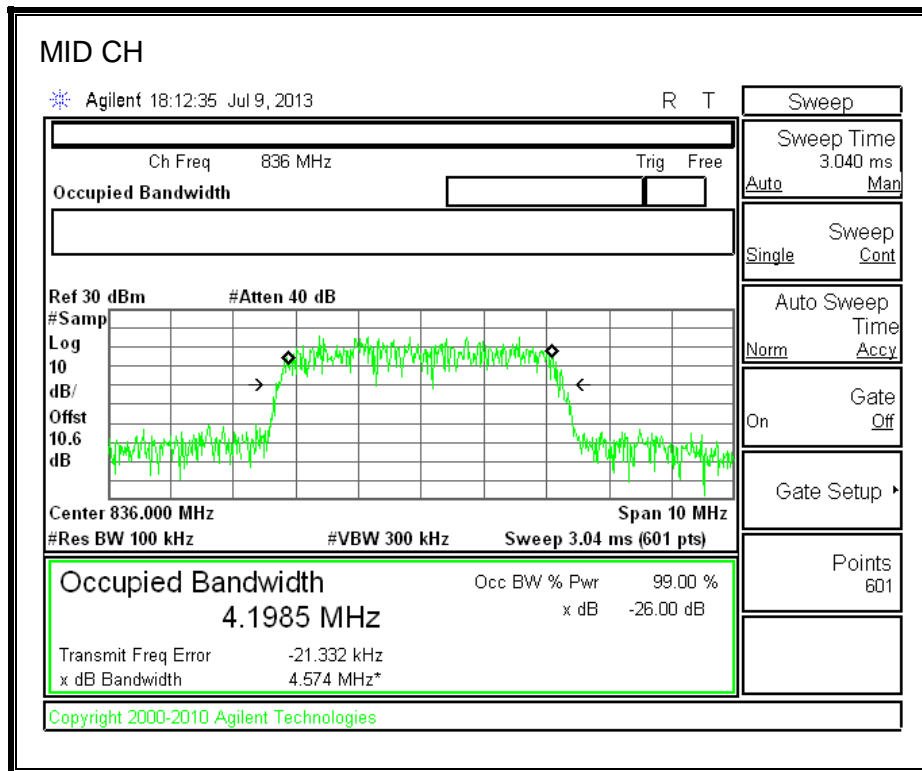 MID CH
Agilent 18:12:35 Jul 9, 2013
R T
Ch Freq 836 MHz
Trig Free
Occupied Bandwidth
Ref 30 dBm
#Atten 40 dB
#Samp
Log
10
dB/
Offst
10.6
dB
Center 836.000 MHz
Span 10 MHz
#Res BW 100 kHz
#VBW 300 kHz
Sweep 3.04 ms (601 pts)
Occupied Bandwidth
4.1985 MHz
Occ BW % Pwr 99.00 %
x dB -26.00 dB
Transmit Freq Error -21.332 kHz
x dB Bandwidth 4.574 MHz*
Copyright 2000-2010 Agilent Technologies
Sweep
Sweep Time
3.040 ms
Auto Man
Sweep
Single Cont
Auto Sweep
Time
Norm Accy
Gate
On Off
Gate Setup
Points
601